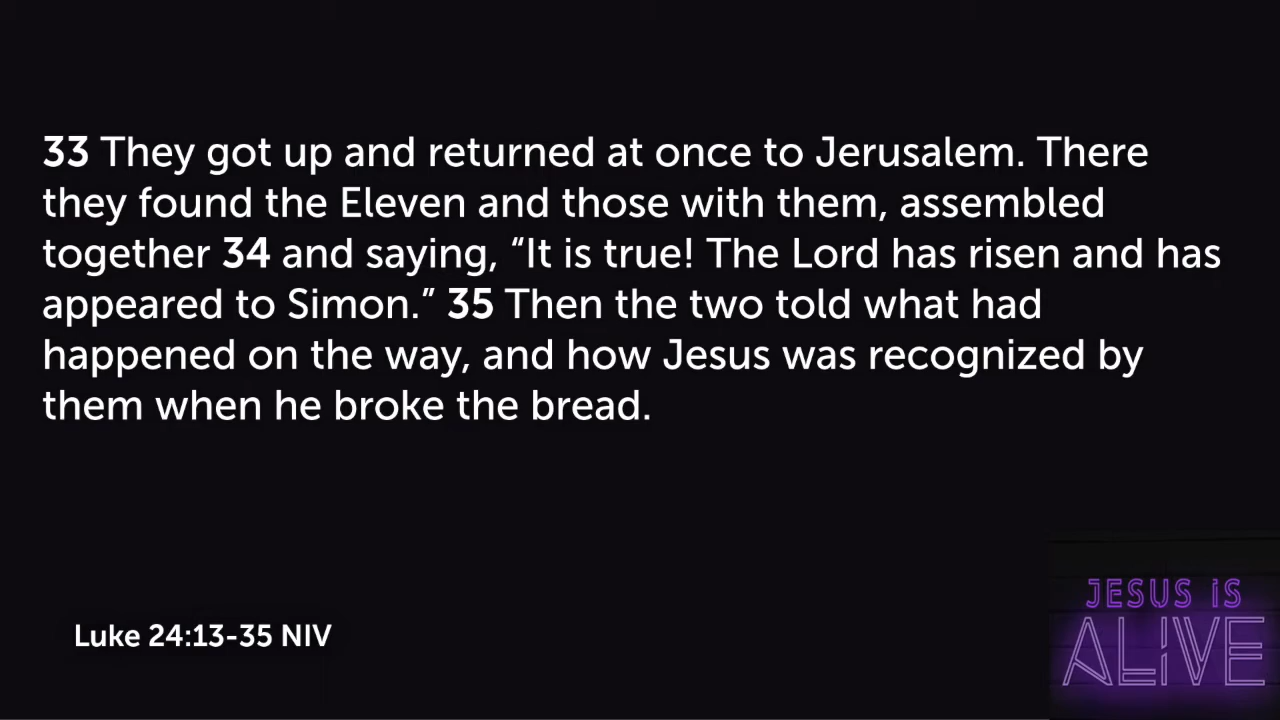 33 They got up and returned at once to Jerusalem. There
they found the Eleven and those with them, assembled
together 34 and saying, “It is true! The Lord has risen and has
appeared to Simon.” 35 Then the two told what had
happened on the way, and how Jesus was recognized by
them when he broke the bread.
Luke 24:13-35 NIV
JESUS iS
ALIVE